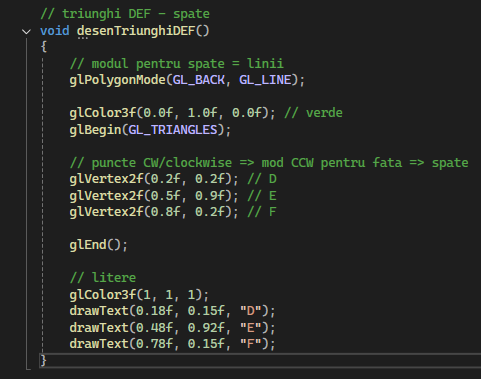 // triunghi DEF - spate
void desenTriunghiDEF()
{
// modul pentru spate = linii
glPolygonMode(GL_BACK, GL_LINE);
glColor3f(0.0f, 1.0f, 0.0f); // verde
glBegin(GL_TRIANGLES);
// puncte CW/clockwise => mod CCW pentru fata => spate
glVertex2f(0.2f, 0.2f); // D
glVertex2f(0.5f, 0.9f); // E
glVertex2f(0.8f, 0.2f); // F
glEnd();
// litere
glColor3f(1, 1, 1);
drawText(0.18f, 0.15f, "D");
drawText(0.48f, 0.92f, "E");
drawText(0.78f, 0.15f, "F");
}